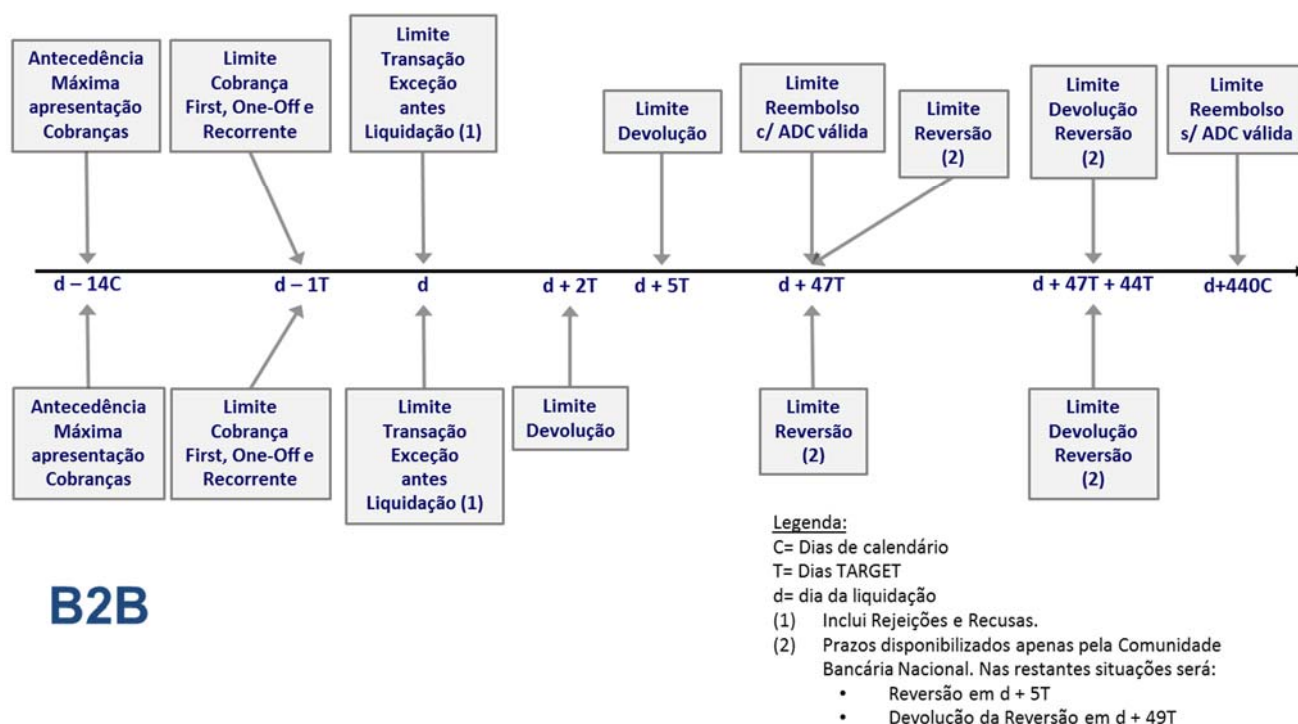 Antecedência
Máxima
apresentação
Cobranças
Limite
Cobrança
First, One-Off e
Recorrente
Limite
Transação
Exceção
antes
Liquidação (1)
Limite
Devolução
Limite
Reembolso
c/ ADC válida
Limite
Reversão
(2)
Limite
Devolução
Reversão
(2)
Limite
Reembolso
s/ ADC válida
d – 14C
d – 1T
d
d + 2T
d + 5T
d + 47T
d + 47T + 44T
d+440C
Antecedência
Máxima
apresentação
Cobranças
Limite
Cobrança
First, One-Off e
Recorrente
Limite
Transação
Exceção
antes
Liquidação (1)
Limite
Devolução
Limite
Reversão
(2)
Limite
Devolução
Reversão
(2)
B2B
Legenda:
C= Dias de calendário
T= Dias TARGET
d= dia da liquidação
(1) Inclui Rejeições e Recusas.
(2) Prazos disponibilizados apenas pela Comunidade
Bancária Nacional. Nas restantes situações será:
• Reversão em d + 5T
• Devolução da Reversão em d + 49T